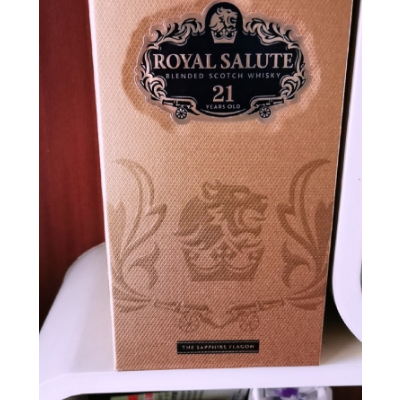 ROYAL SALUTE
BLENDED SCOTCH WHISKY
21
YEARS OLD
THE SAPPHIRE FLAGON